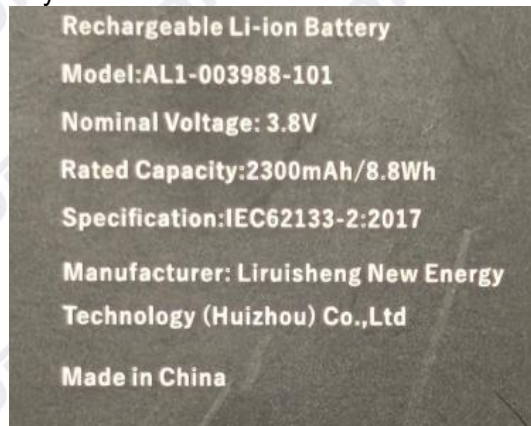 Rechargeable Li-ion Battery
Model:AL1-003988-101
Nominal Voltage: 3.8V
Rated Capacity:2300mAh/8.8Wh
Specification:IEC62133-2:2017
Manufacturer: Liruisheng New Energy
Technology (Huizhou) Co.,Ltd
Made in China